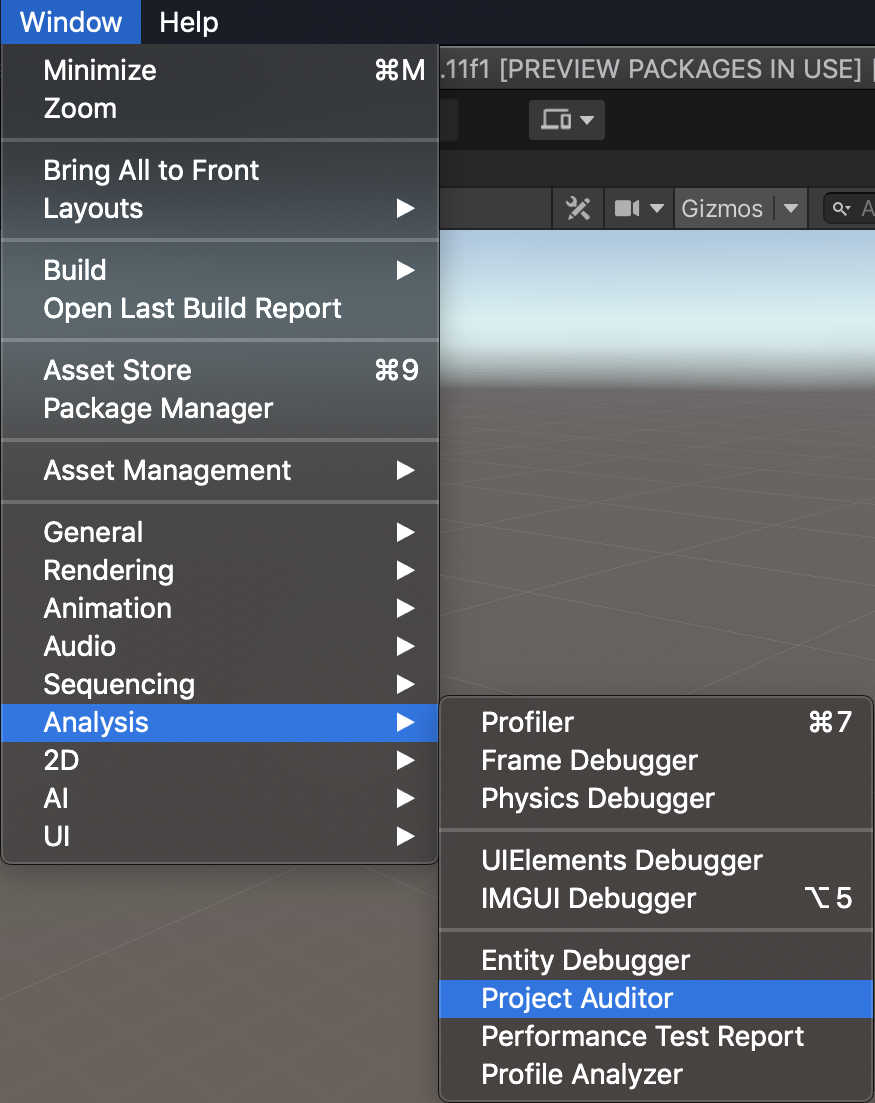 Window Help
Minimize ⌘M
Zoom
Bring All to Front
Layouts
Build
Open Last Build Report
Asset Store ⌘9
Package Manager
Asset Management
General
Rendering
Animation
Audio
Sequencing
Analysis
2D
AI
UI
.11f1 [PREVIEW PACKAGES IN USE]
Gizmos
A
Profiler ⌘7
Frame Debugger
Physics Debugger
UIElements Debugger
IMGUI Debugger ⌥5
Entity Debugger
Project Auditor
Performance Test Report
Profile Analyzer